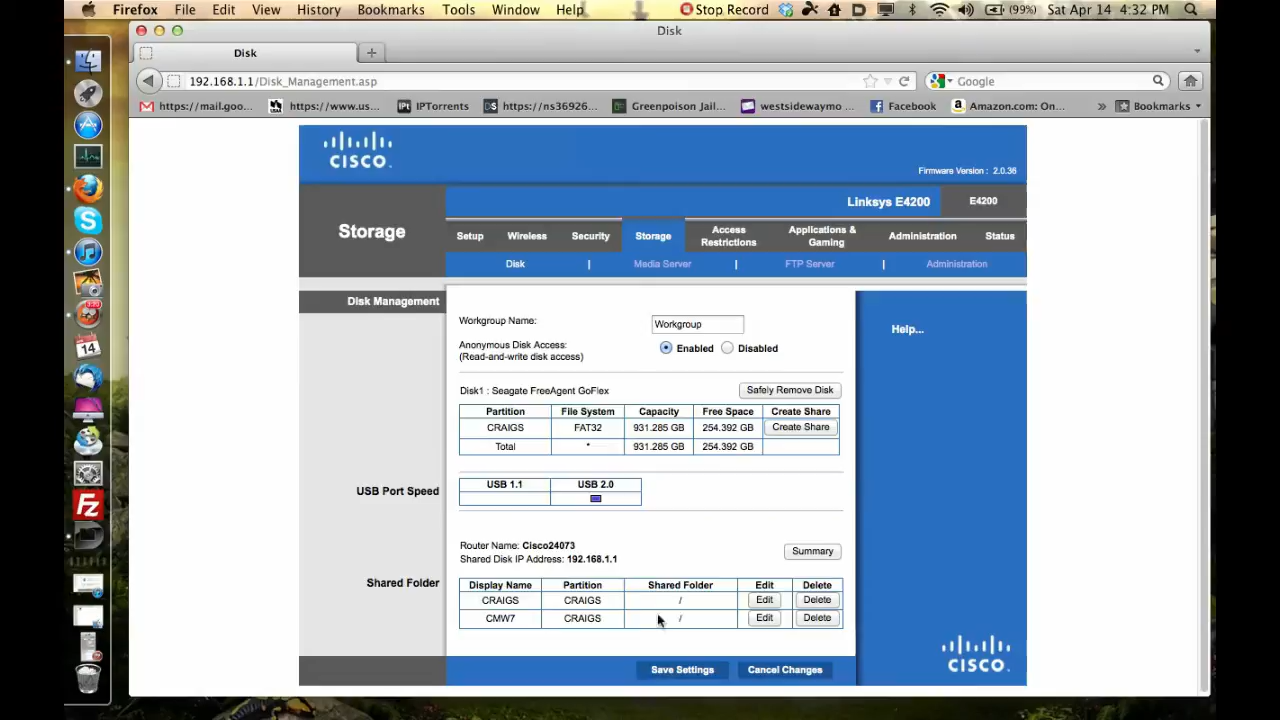 Firefox File Edit View History Bookmarks Tools Window Help Stop Record (99%) Sat Apr 14 4:32 PM
Disk
Disk
192.168.1.1/Disk_Management.asp Google
https://mail.goo... https://www.us... IPTorrents https://ns36926... Greenpoison Jail... westsidewaymo ... Facebook Amazon.com: On... » Bookmarks
CISCO.
Firmware Version : 2.0.36
Linksys E4200 E4200
Storage
Setup Wireless Security Storage Access Restrictions Applications & Gaming Administration Status
Disk | Media Server | FTP Server | Administration
Disk Management
Workgroup Name: Workgroup
Help...
Anonymous Disk Access:
(Read-and-write disk access)
Enabled Disabled
Disk1 : Seagate FreeAgent GoFlex Safely Remove Disk
Partition File System Capacity Free Space Create Share
CRAIGS FAT32 931.285 GB 254.392 GB Create Share
Total * 931.285 GB 254.392 GB
USB Port Speed
USB 1.1 USB 2.0
Router Name: Cisco24073
Shared Disk IP Address: 192.168.1.1
Summary
Shared Folder
Display Name Partition Shared Folder Edit Delete
CRAIGS CRAIGS / Edit Delete
CMW7 CRAIGS / Edit Delete
Save Settings Cancel Changes
CISCO.
14